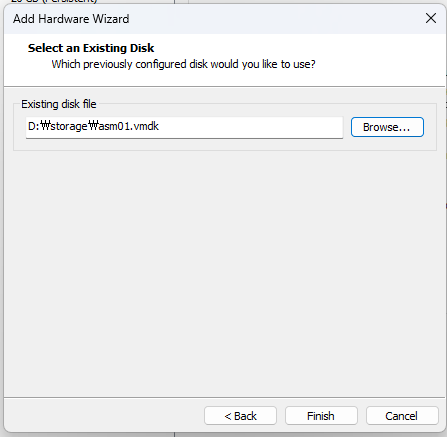 Add Hardware Wizard
Select an Existing Disk
Which previously configured disk would you like to use?
Existing disk file
D:₩storage₩asm01.vmdk
Browse...
< Back
Finish
Cancel